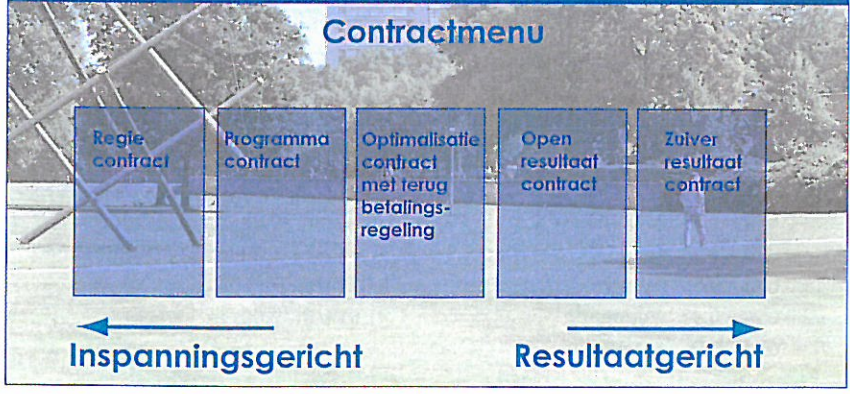 Contractmenu
Regie
contract
Programma
contract
Optimalisatie
contract
met terug
betalings-
regeling
Open
resultaat
contract
Zuiver
resultaat
contract
Inspanningsgericht
Resultaatgericht